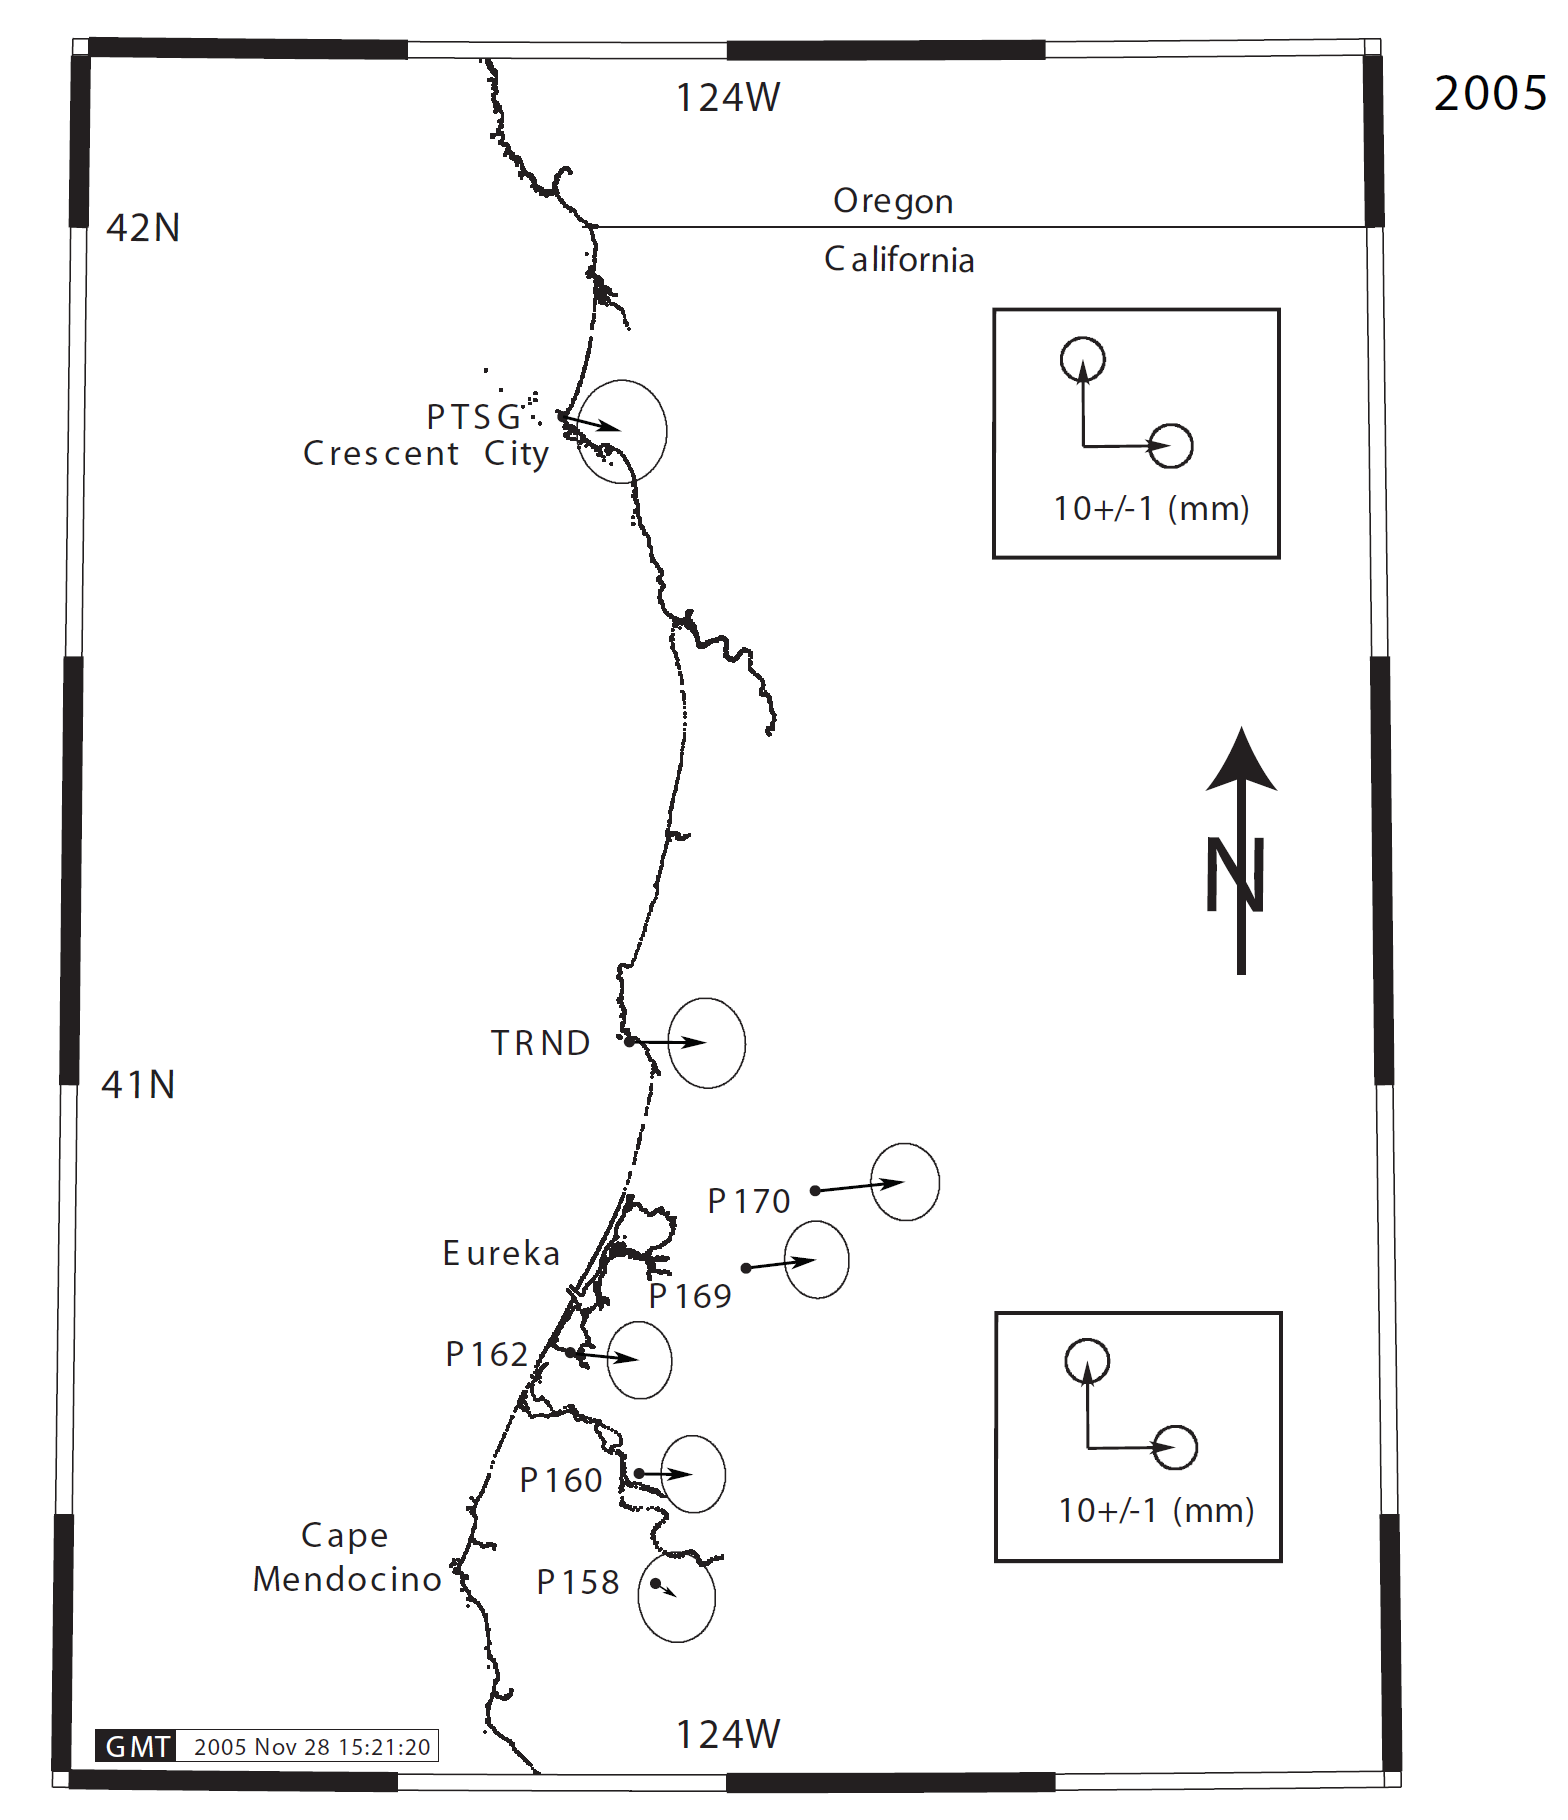 2005
124W
Oregon
42N
California
PTSG
Crescent City
10+/-1 (mm)
N
TRND
41N
P170
Eureka
P169
P162
P160
10+/-1 (mm)
Cape
Mendocino
P158
124W
GMT 2005 Nov 28 15:21:20